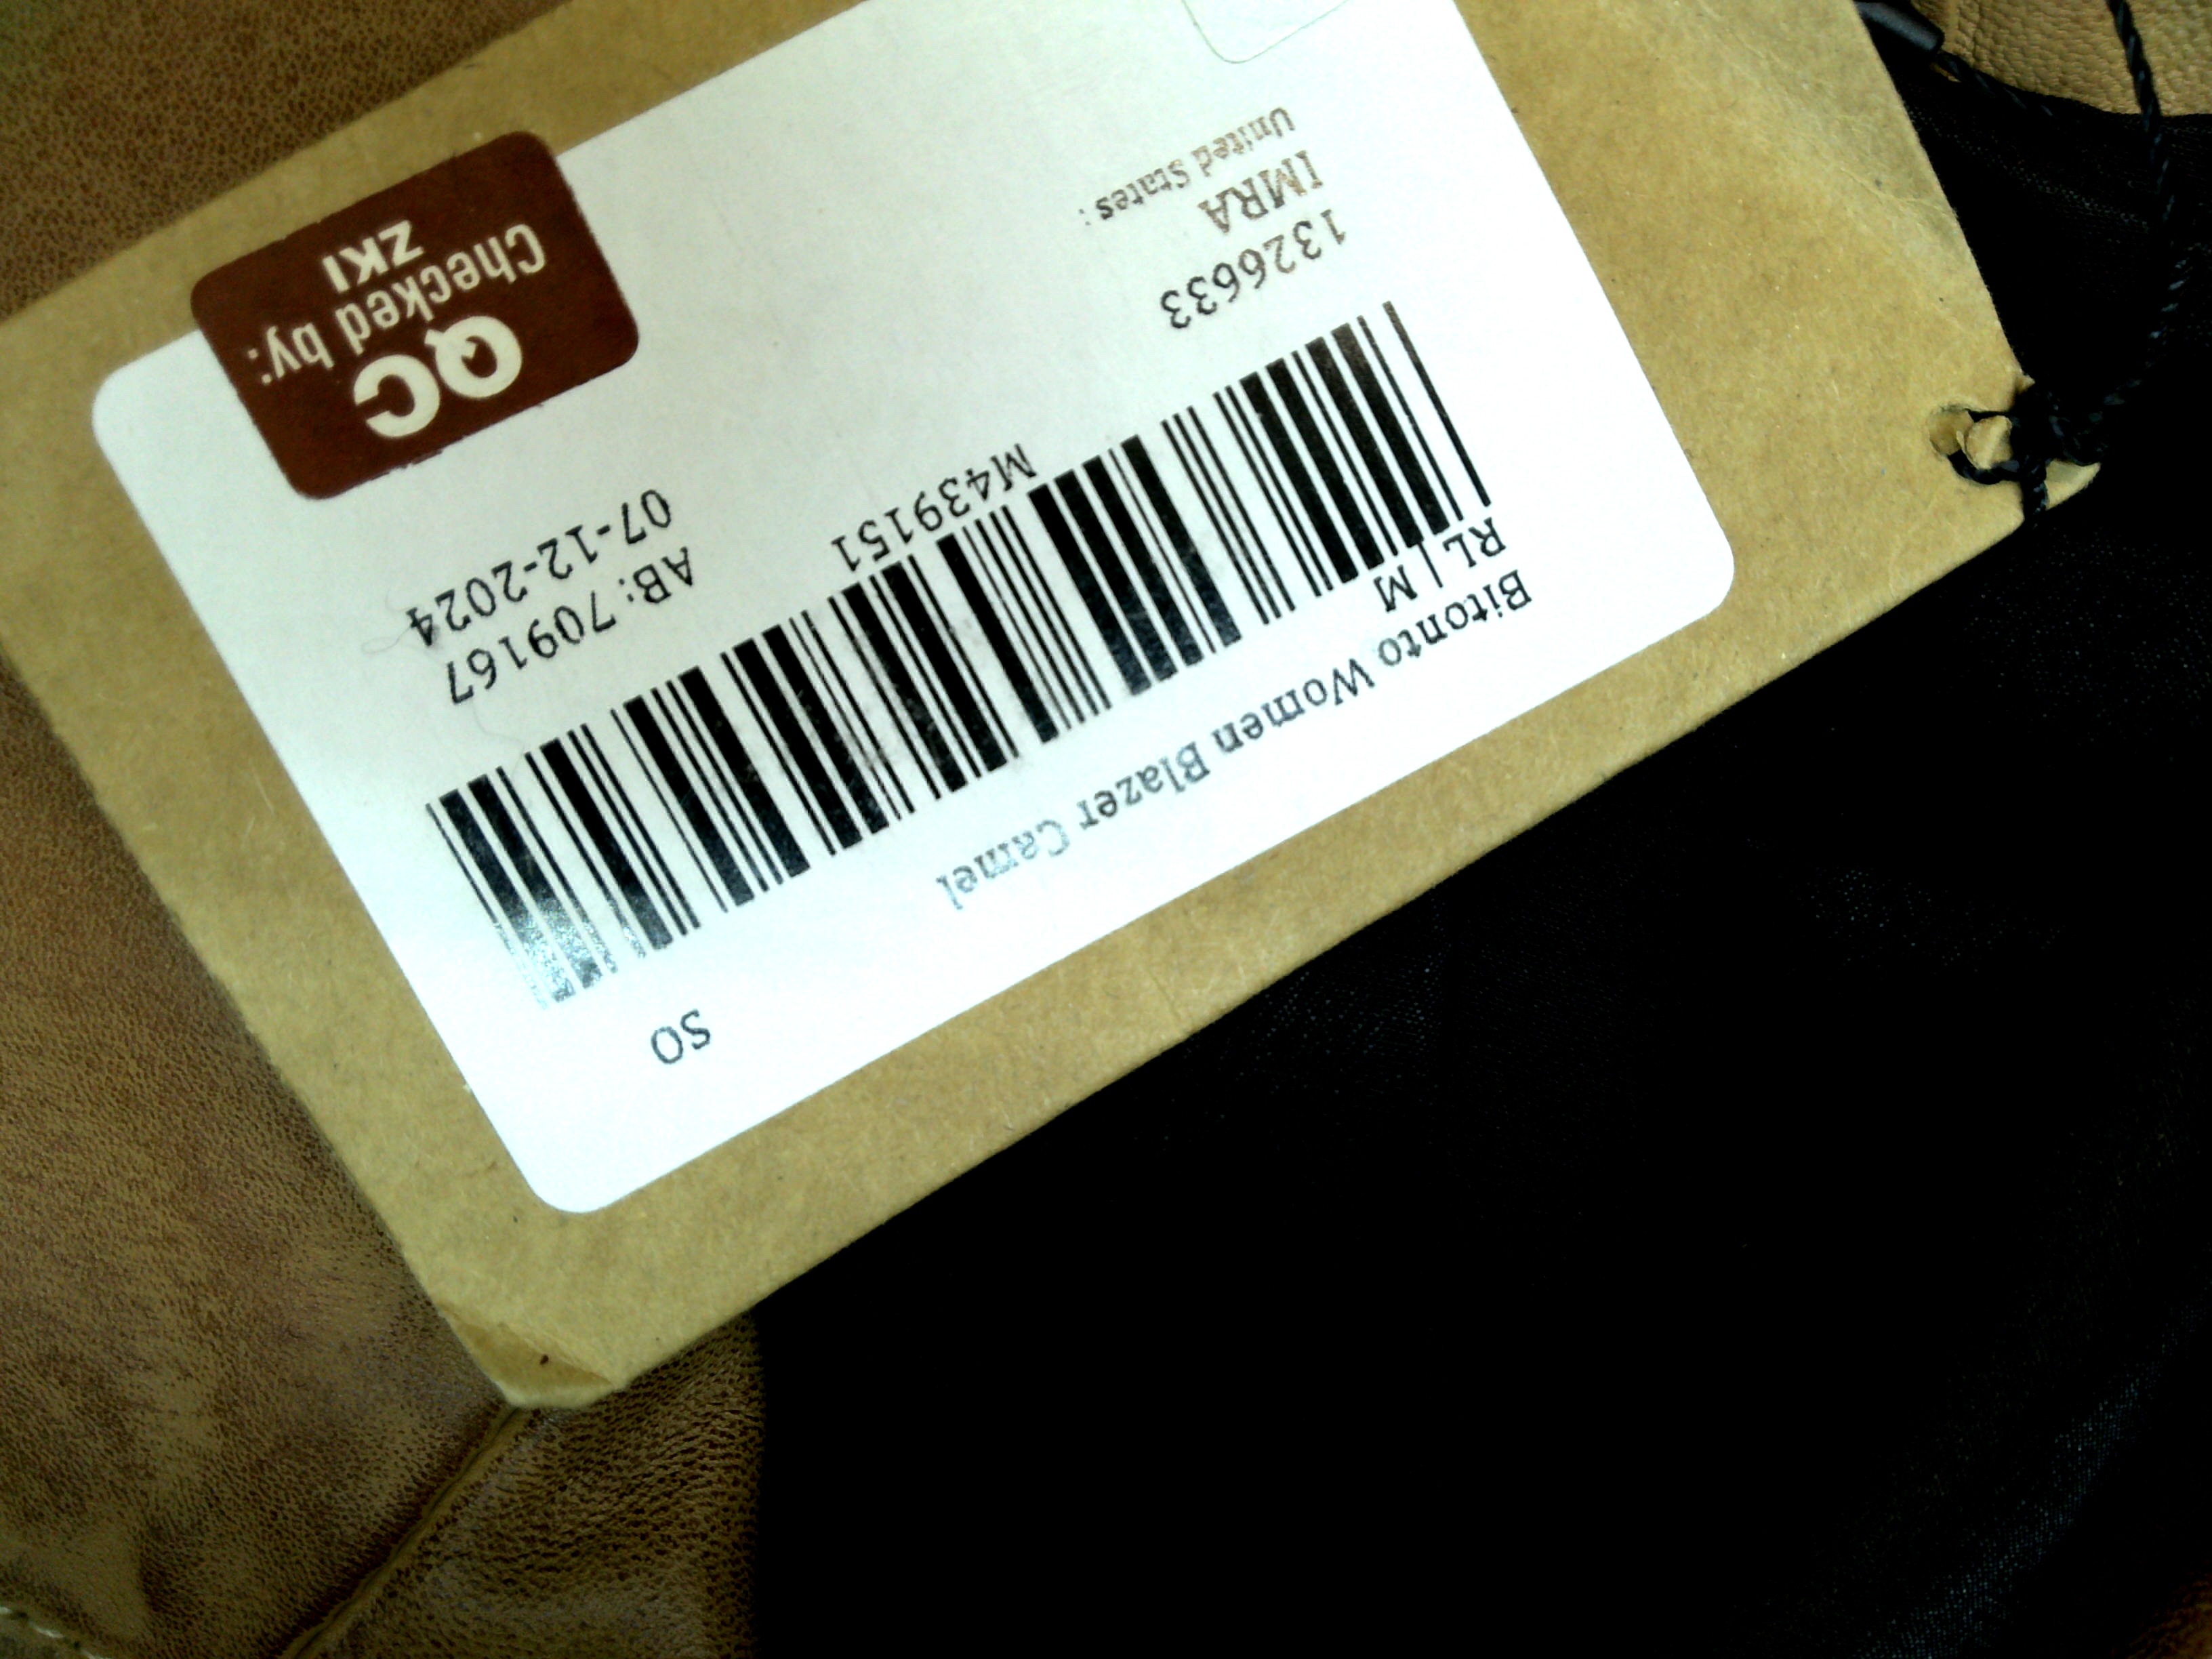 SO
Bitonto Women Blazer Camel
RL | M
M439151
AB: 709167
07-12-2024
1326633
IMRA
United States:
QC
Checked by:
ZKI